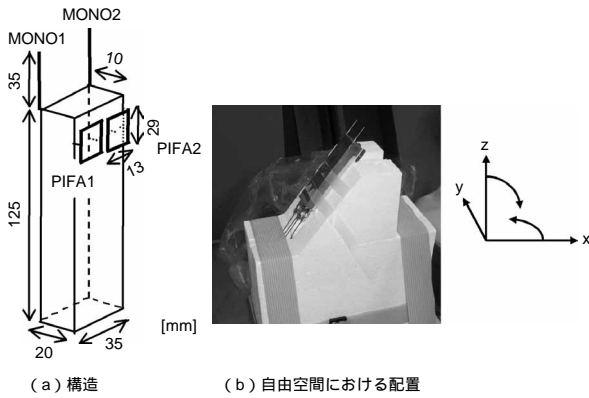 MONO2
MONO1
10
35
29
PIFA2
13
PIFA1
125
z
y
x
[mm]
20
35
(a)構造
(b)自由空間における配置